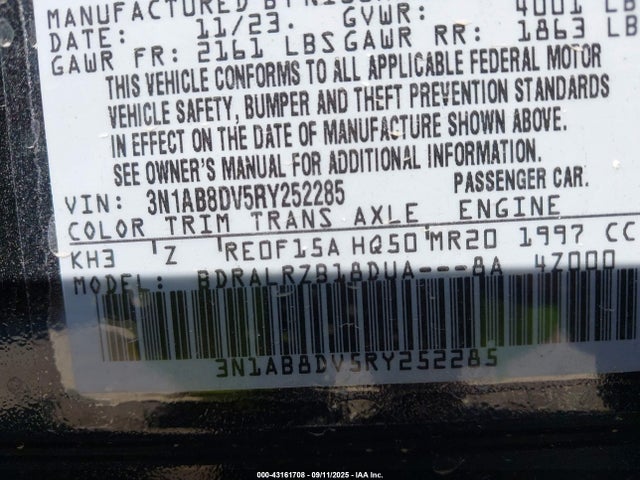 MANUFACTURED BY
DATE: 11/23. GVWR: 4001 LB
GAWR FR: 2161 LBS GAWR RR: 1863 LB
THIS VEHICLE CONFORMS TO ALL APPLICABLE FEDERAL MOTOR
VEHICLE SAFETY, BUMPER AND THEFT PREVENTION STANDARDS
IN EFFECT ON THE DATE OF MANUFACTURE SHOWN ABOVE.
SEE OWNER'S MANUAL FOR ADDITIONAL INFORMATION.
VIN: 3N1AB8DV5RY252285 PASSENGER CAR.
COLOR TRIM TRANS AXLE ENGINE
KH3 Z RE0F15A HQ50 MR20 1997 CC
MODEL: BDRALRZB18DUA---8A 4Z000
3N1AB8DV5RY252285
000-43161708 - 09/11/2025 - IAA Inc.